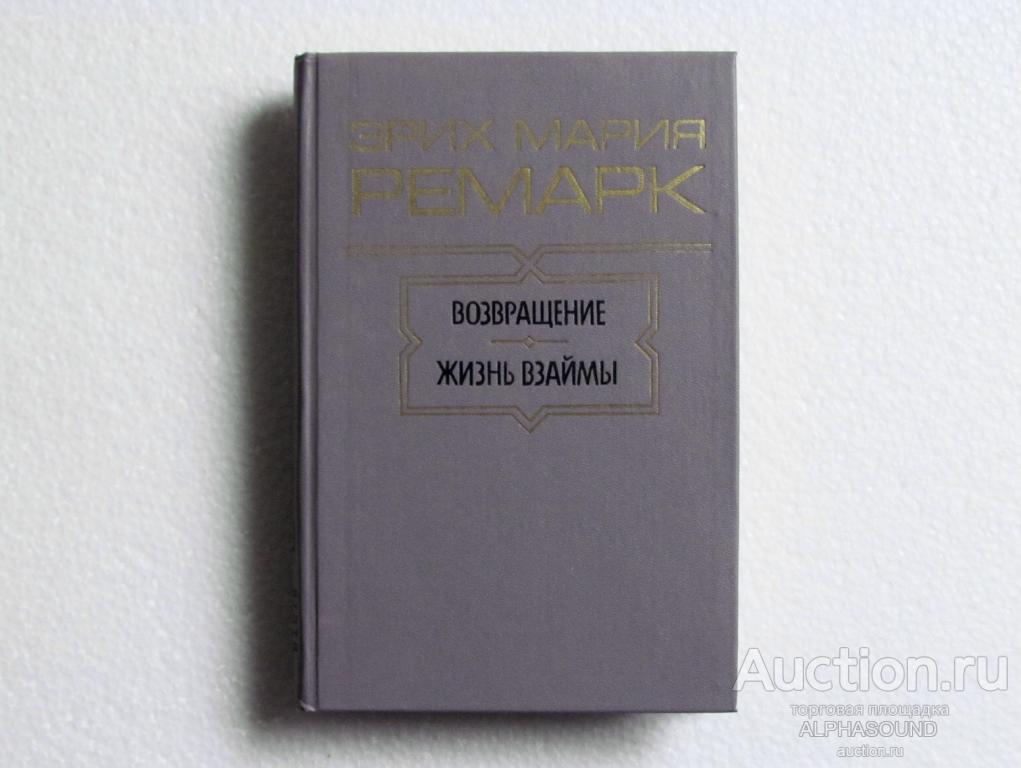 ЭРИХ МАРИЯ
РЕМАРК
ВОЗВРАЩЕНИЕ
ЖИЗНЬ ВЗАЙМЫ
Auction.ru
торговая площадка
ALPHASOUND
auction.ru